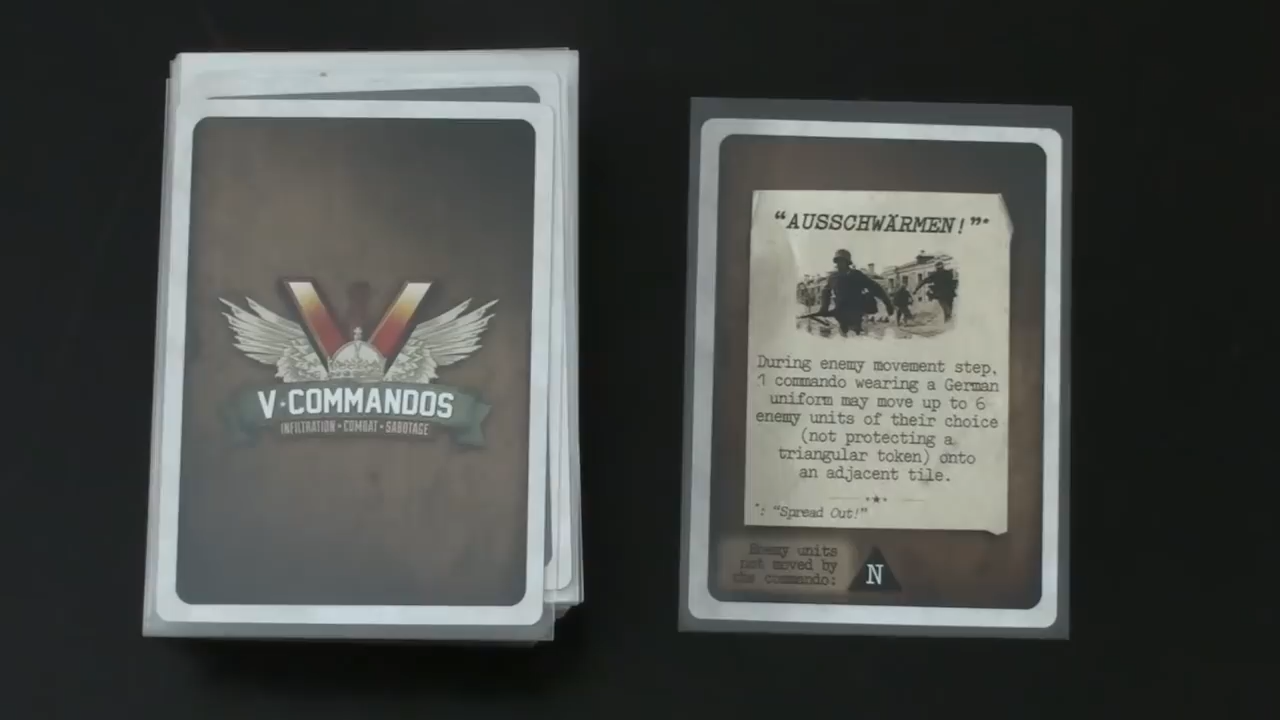 V·COMMANDOS
INFILTRATION • COMBAT • SABOTAGE
“AUSSCHWÄRMEN!”*
During enemy movement step,
1 commando wearing a German
uniform may move up to 6
enemy units of their choice
(not protecting a
triangular token) onto
an adjacent tile.
*: “Spread Out!”
Enemy units
not moved by
the commando:
N